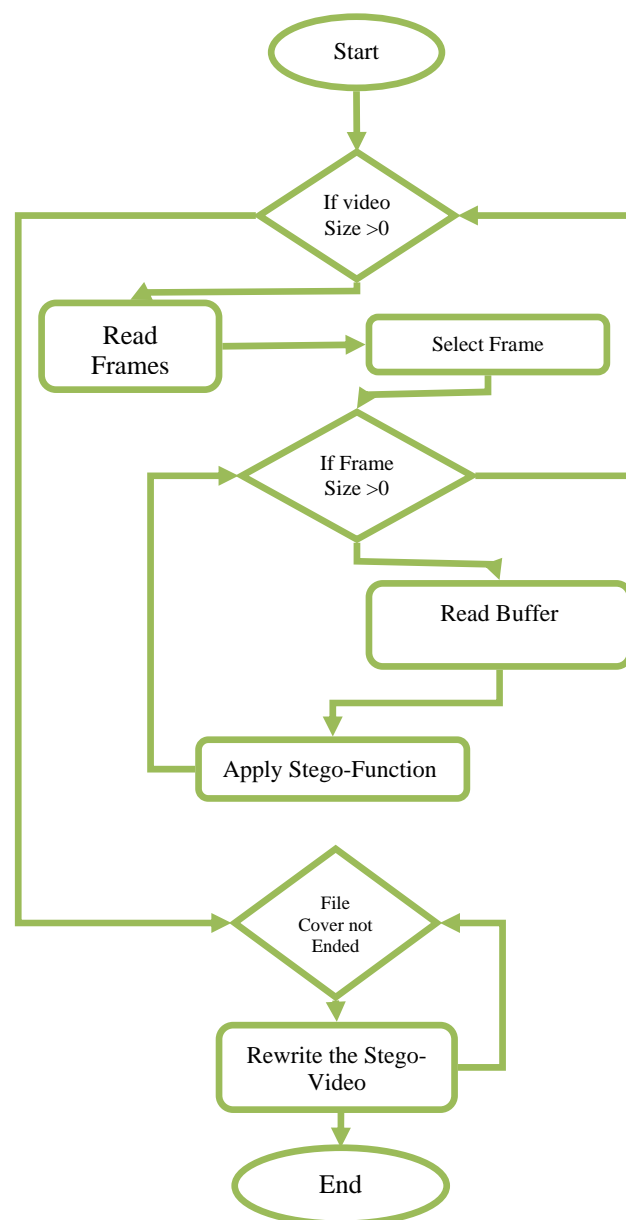 Start
If video
Size >0
Read
Frames
Select Frame
If Frame
Size >0
Read Buffer
Apply Stego-Function
File
Cover not
Ended
Rewrite the Stego-
Video
End